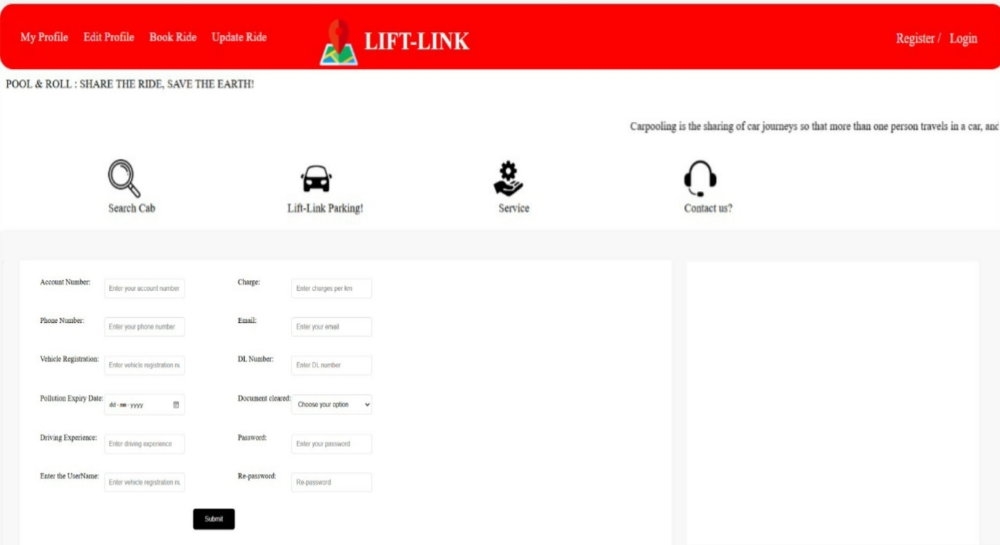 My Profile Edit Profile Book Ride Update Ride LIFT-LINK Register / Login
POOL & ROLL : SHARE THE RIDE, SAVE THE EARTH!
Carpooling is the sharing of car journeys so that more than one person travels in a car, and
Search Cab Lift-Link Parking! Service Contact us?
Account Number: Enter your account number Charge: Enter charges per km
Phone Number: Enter your phone number Email: Enter your email
Vehicle Registration: Enter vehicle registration nu DL Number: Enter DL number
Pollution Expiry Date: dd-mm-yyyy Document cleared: Choose your option
Driving Experience: Enter driving experience Password: Enter your password
Enter the UserName: Enter vehicle registration nu Re-password: Re-password
Submit